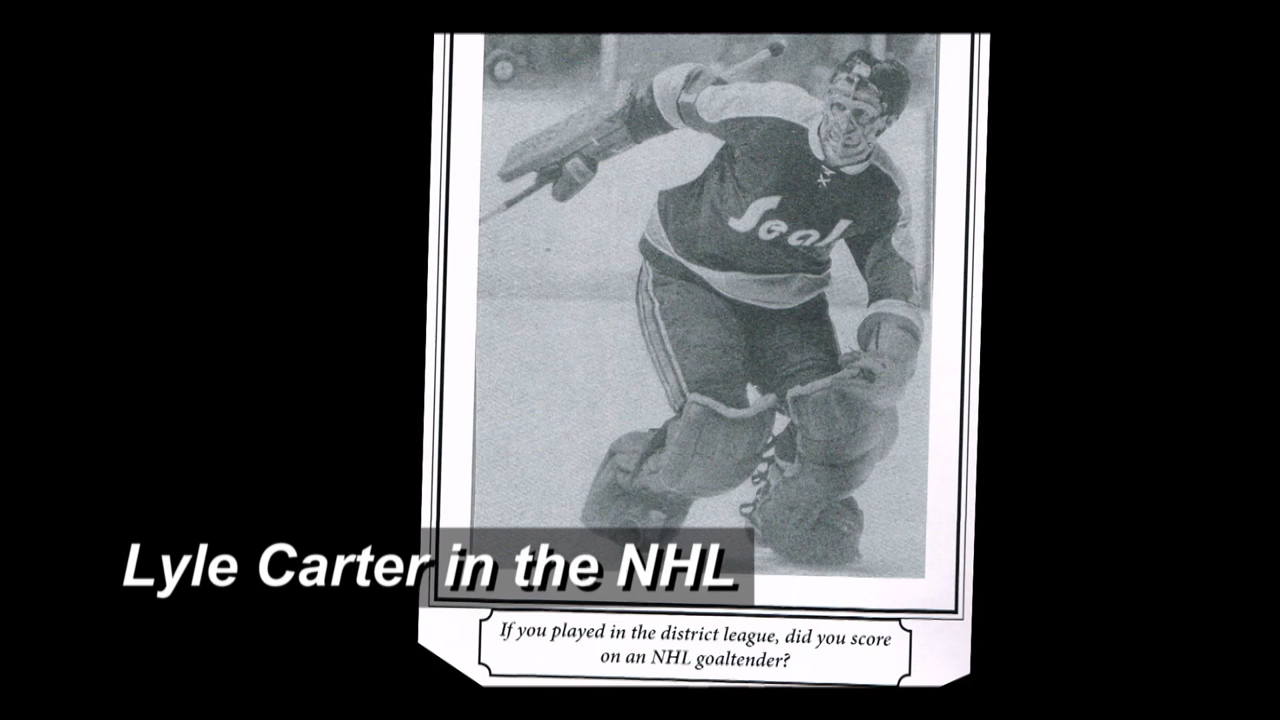 Seal
Lyle Carter in the NHL
If you played in the district league, did you score
on an NHL goaltender?